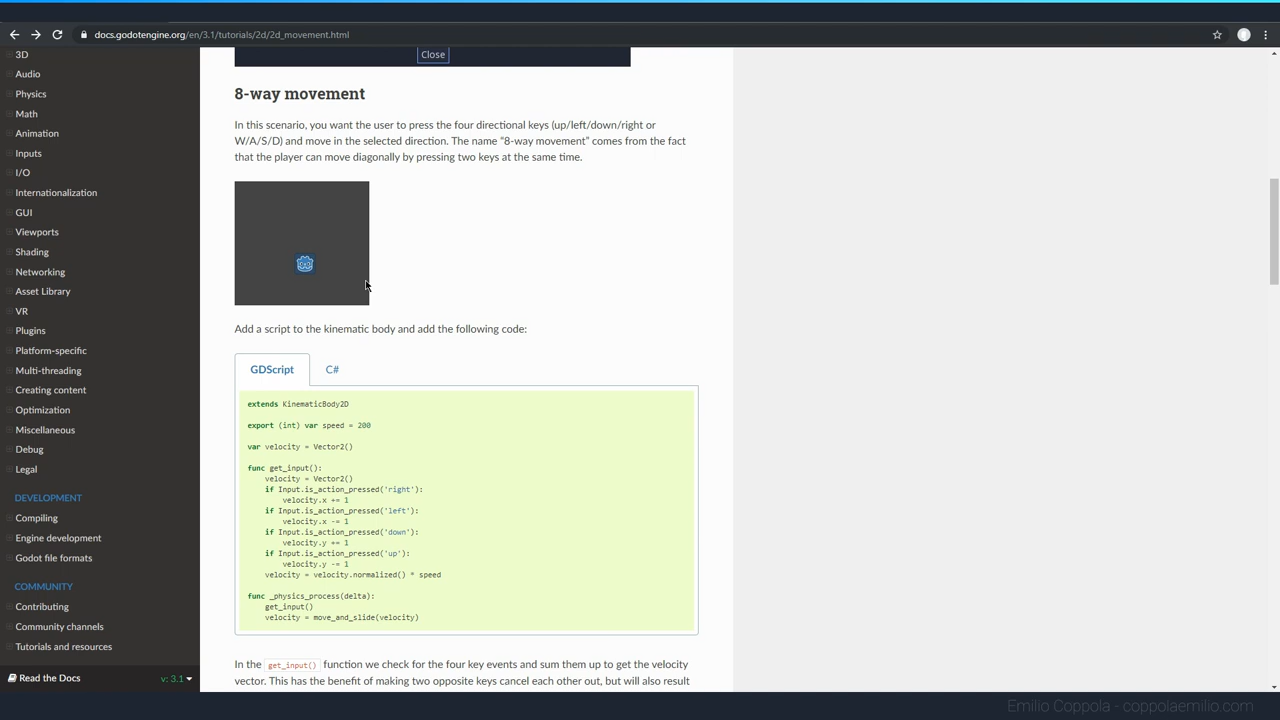 docs.godotengine.org/en/3.1/tutorials/2d/2d_movement.html
3D
Audio
Physics
Math
Animation
Inputs
I/O
Internationalization
GUI
Viewports
Shading
Networking
Asset Library
VR
Plugins
Platform-specific
Multi-threading
Creating content
Optimization
Miscellaneous
Debug
Legal
DEVELOPMENT
Compiling
Engine development
Godot file formats
COMMUNITY
Contributing
Community channels
Tutorials and resources
Read the Docs
v: 3.1
Close
8-way movement
In this scenario, you want the user to press the four directional keys (up/left/down/right or
W/A/S/D) and move in the selected direction. The name “8-way movement” comes from the fact
that the player can move diagonally by pressing two keys at the same time.
Add a script to the kinematic body and add the following code:
GDScript
C#
extends KinematicBody2D
export (int) var speed = 200
var velocity = Vector2()
func get_input():
velocity = Vector2()
if Input.is_action_pressed('right'):
velocity.x += 1
if Input.is_action_pressed('left'):
velocity.x -= 1
if Input.is_action_pressed('down'):
velocity.y += 1
if Input.is_action_pressed('up'):
velocity.y -= 1
velocity = velocity.normalized() * speed
func _physics_process(delta):
get_input()
velocity = move_and_slide(velocity)
In the get_input() function we check for the four key events and sum them up to get the velocity
vector. This has the benefit of making two opposite keys cancel each other out, but will also result
Emilio Coppola - coppolaemilio.com